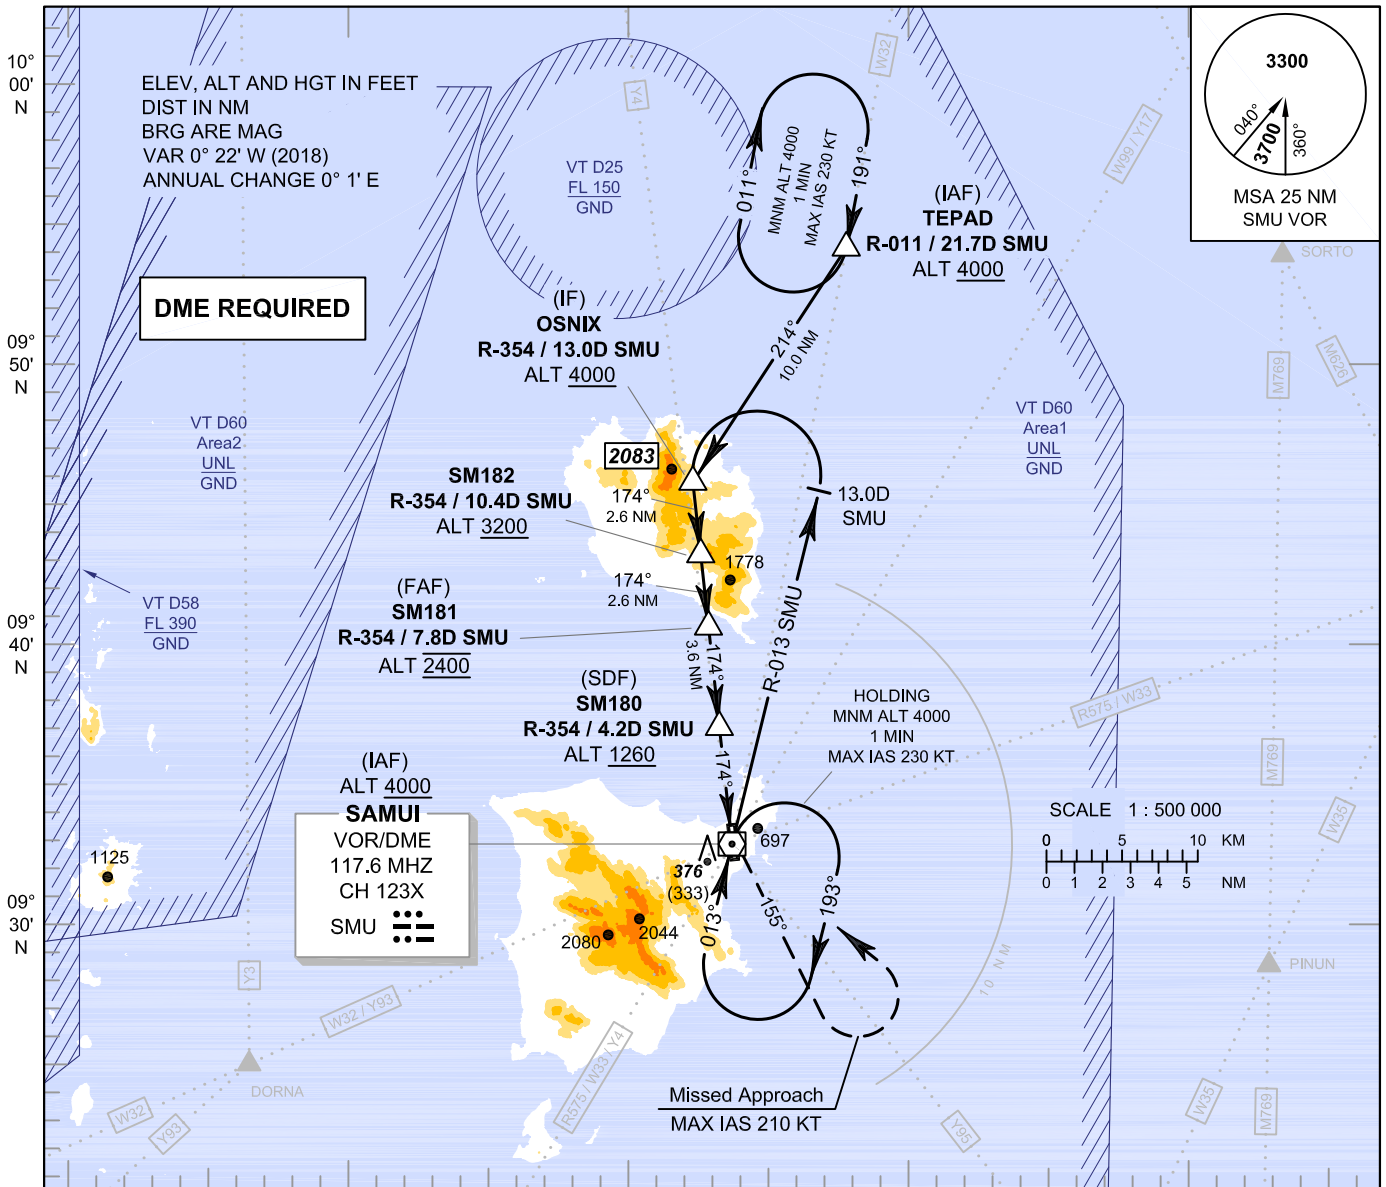 ELEV, ALT AND HGT IN FEET
DIST IN NM
BRG ARE MAG
VAR 0° 22' W (2018)
ANNUAL CHANGE 0° 1' E
DME REQUIRED
10°
00'
N
09°
50'
N
09°
40'
N
09°
30'
N
VT D25
FL 150
GND
Y4
W32
W99 / Y17
3300
040°
3700
360°
MSA 25 NM
SMU VOR
SORTO
011°
MNM ALT 4000
1 MIN
MAX IAS 230 KT
191°
(IAF)
TEPAD
R-011 / 21.7D SMU
ALT 4000
214°
10.0 NM
(IF)
OSNIX
R-354 / 13.0D SMU
ALT 4000
M769
M626
VT D60
Area2
UNL
GND
VT D60
Area1
UNL
GND
2083
SM182
R-354 / 10.4D SMU
ALT 3200
174°
2.6 NM
13.0D
SMU
1778
174°
2.6 NM
(FAF)
SM181
R-354 / 7.8D SMU
ALT 2400
VT D58
FL 390
GND
174°
3.6 NM
R-013 SMU
(SDF)
SM180
R-354 / 4.2D SMU
ALT 1260
174°
HOLDING
MNM ALT 4000
1 MIN
MAX IAS 230 KT
R575 / W33
M769
W35
(IAF)
ALT 4000
SAMUI
VOR/DME
117.6 MHZ
CH 123X
SMU
SCALE 1 : 500 000
0 5 10 KM
0 1 2 3 4 5 NM
697
376
(333)
1125
2044
2080
013°
155°
193°
10 NM
PINUN
Y3
W32 / Y93
DORNA
W32
Y93
R575 / W33 / Y4
Missed Approach
MAX IAS 210 KT
Y95
W35
M769